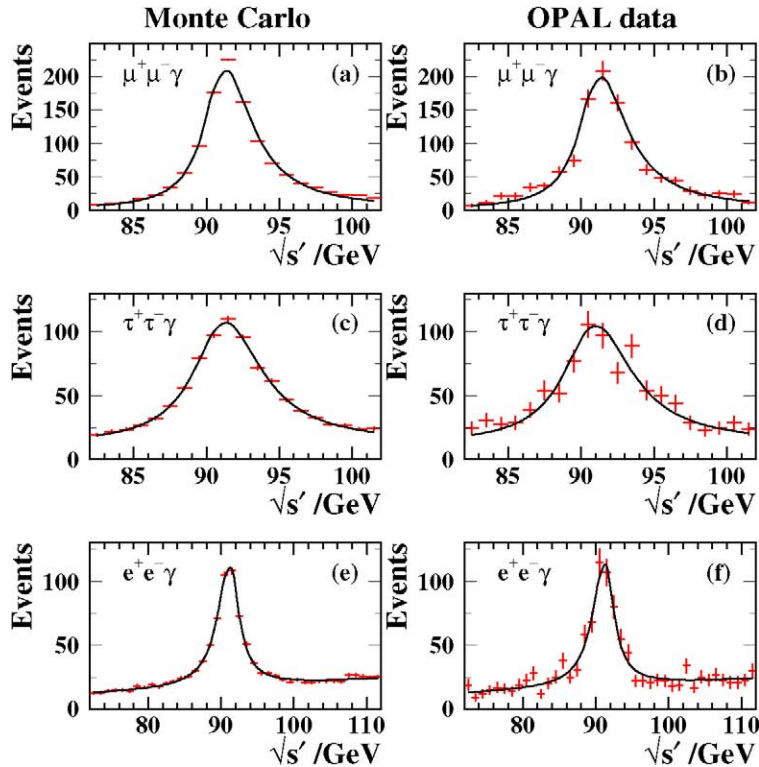 Monte Carlo
OPAL data
Events
200
150
100
50
0
μ⁺μ⁻γ
(a)
85 90 95 100
√s′ /GeV
Events
200
150
100
50
0
μ⁺μ⁻γ
(b)
85 90 95 100
√s′ /GeV
Events
100
50
0
τ⁺τ⁻γ
(c)
85 90 95 100
√s′ /GeV
Events
100
50
0
τ⁺τ⁻γ
(d)
85 90 95 100
√s′ /GeV
Events
100
50
0
e⁺e⁻γ
(e)
80 90 100 110
√s′ /GeV
Events
100
50
0
e⁺e⁻γ
(f)
80 90 100 110
√s′ /GeV